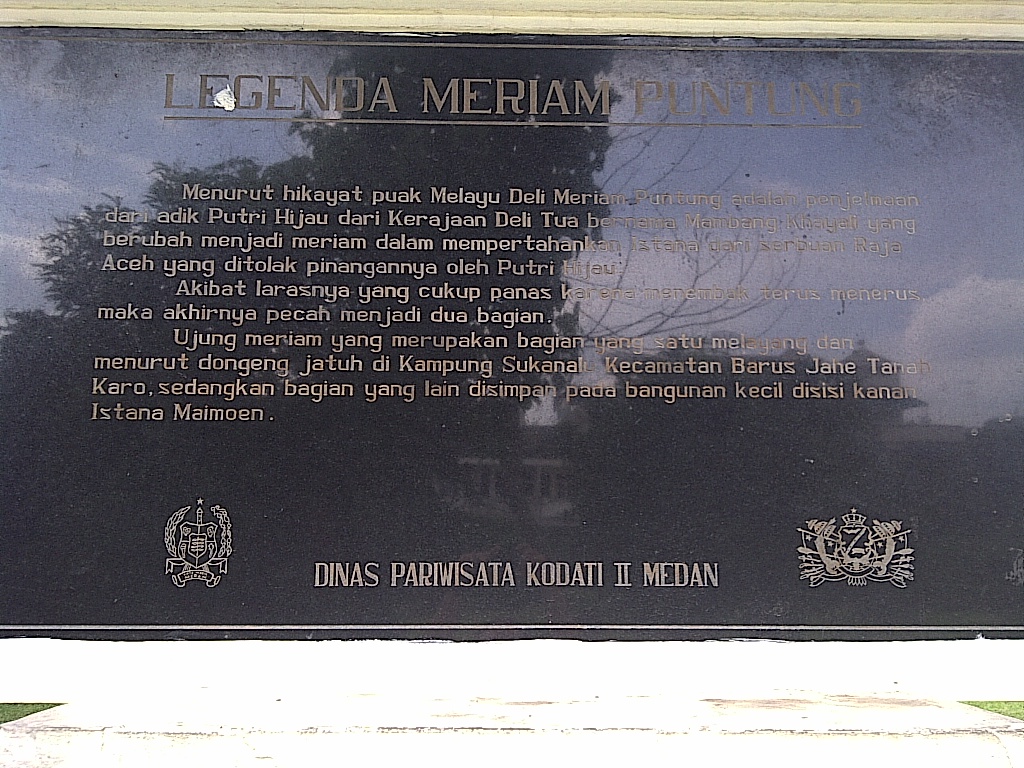 LEGENDA MERIAM PUNTUNG
Menurut hikayat puak Melayu Deli Meriam Puntung adalah penjelmaan
dari adik Putri Hijau dari Kerajaan Deli Tua bernama Mambang Khayali yang
berubah menjadi meriam dalam mempertahankan Istana dari serbuan Raja
Aceh yang ditolak pinangannya oleh Putri Hijau.
Akibat larasnya yang cukup panas karena menembak terus menerus,
maka akhirnya pecah menjadi dua bagian.
Ujung meriam yang merupakan bagian yang satu melayang dan
menurut dongeng jatuh di Kampung Sukanalu Kecamatan Barus Jahe Tanah
Karo, sedangkan bagian yang lain disimpan pada bangunan kecil disisi kanan
Istana Maimoen.
DINAS PARIWISATA KODATI II MEDAN